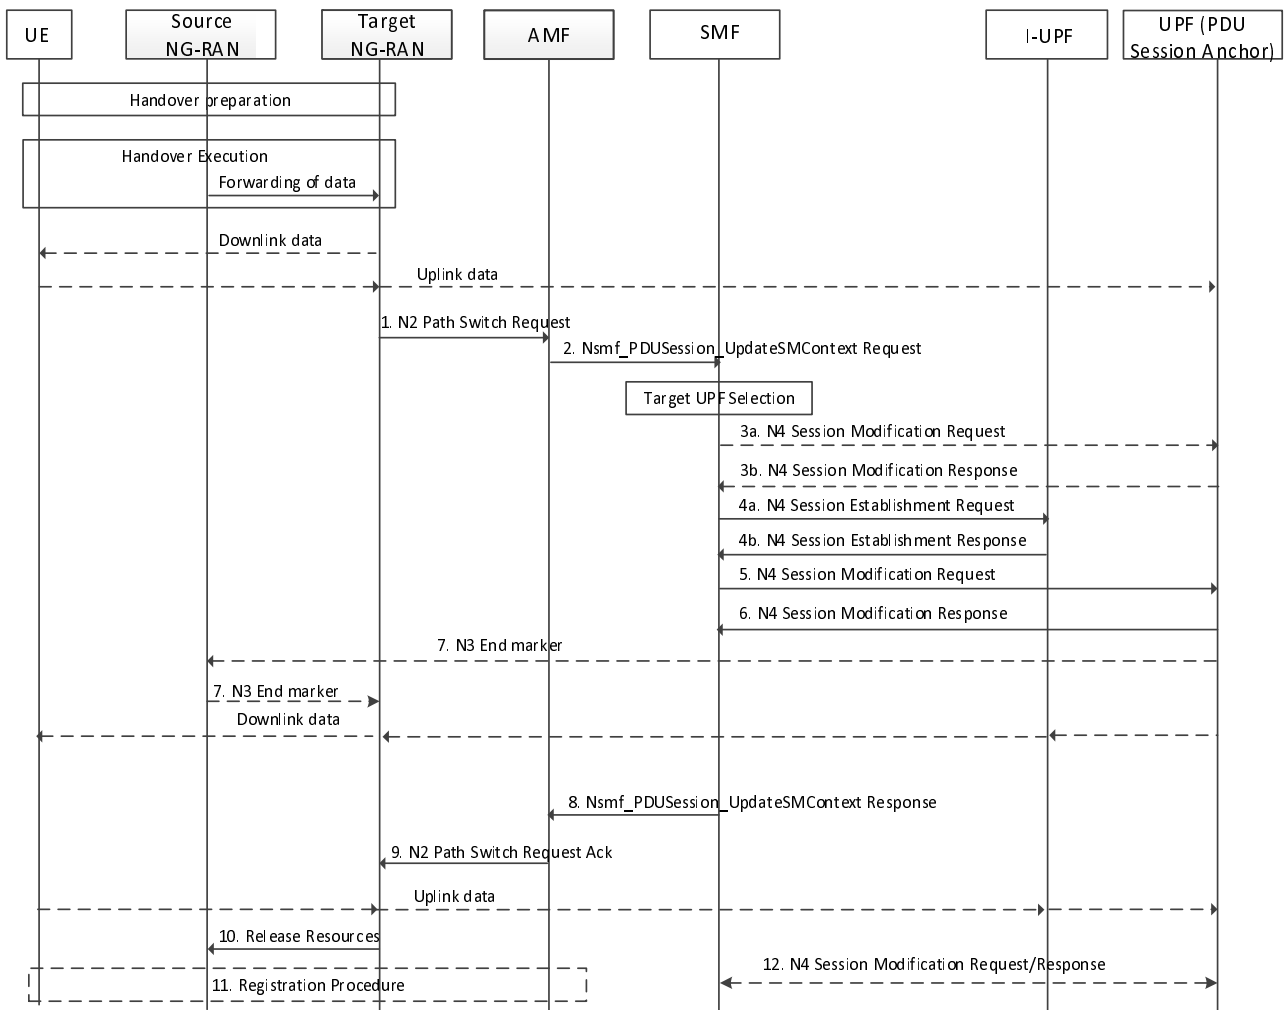 UE
Source
NG-RAN
Target
NG-RAN
AMF
SMF
I-UPF
UPF (PDU
Session Anchor)
Handover preparation
Handover Execution
Forwarding of data
Downlink data
Uplink data
1. N2 Path Switch Request
2. Nsmf_PDUSession_UpdateSMContext Request
Target UPF Selection
3a. N4 Session Modification Request
3b. N4 Session Modification Response
4a. N4 Session Establishment Request
4b. N4 Session Establishment Response
5. N4 Session Modification Request
6. N4 Session Modification Response
7. N3 End marker
7. N3 End marker
Downlink data
8. Nsmf_PDUSession_UpdateSMContext Response
9. N2 Path Switch Request Ack
Uplink data
10. Release Resources
12. N4 Session Modification Request/Response
11. Registration Procedure